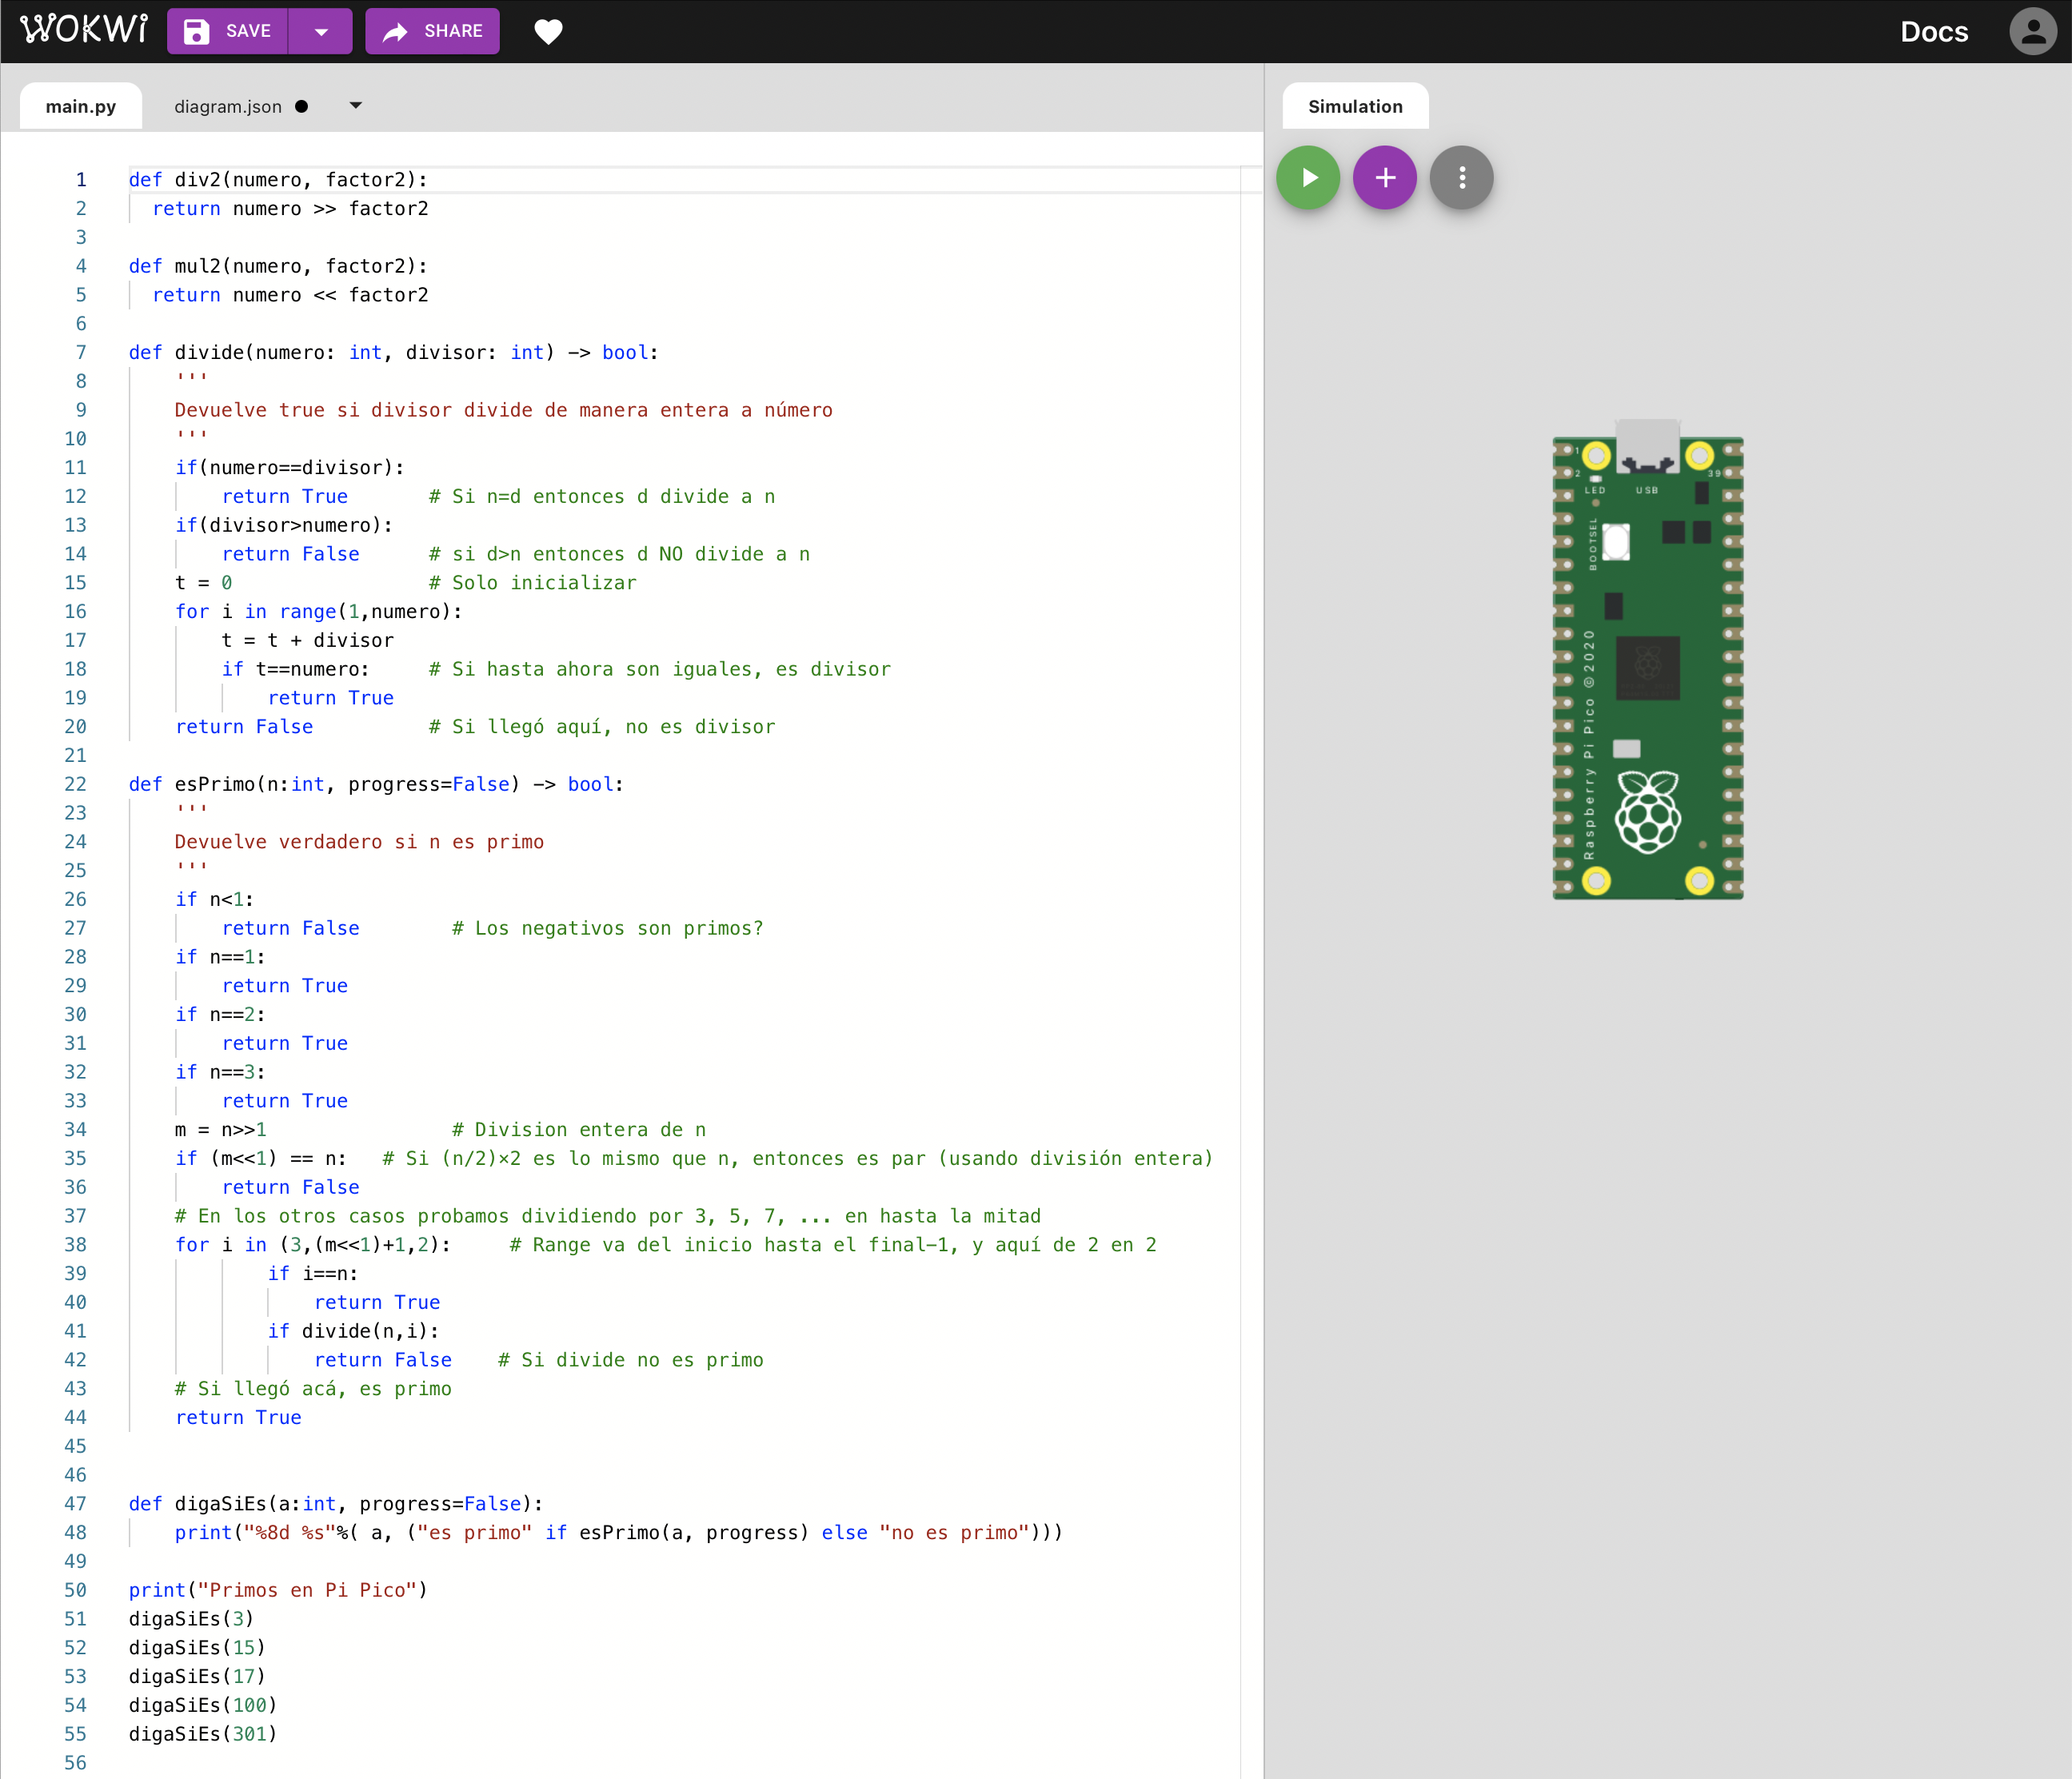 WOKWi SAVE SHARE Docs
main.py diagram.json ● Simulation
1 def div2(numero, factor2):
2   return numero >> factor2
3
4 def mul2(numero, factor2):
5   return numero << factor2
6
7 def divide(numero: int, divisor: int) -> bool:
8     '''
9     Devuelve true si divisor divide de manera entera a número
10     '''
11     if(numero==divisor):
12         return True       # Si n=d entonces d divide a n
13     if(divisor>numero):
14         return False      # si d>n entonces d NO divide a n
15     t = 0                 # Solo inicializar
16     for i in range(1,numero):
17         t = t + divisor
18         if t==numero:     # Si hasta ahora son iguales, es divisor
19             return True
20     return False          # Si llegó aquí, no es divisor
21
22 def esPrimo(n:int, progress=False) -> bool:
23     '''
24     Devuelve verdadero si n es primo
25     '''
26     if n<1:
27         return False        # Los negativos son primos?
28     if n==1:
29         return True
30     if n==2:
31         return True
32     if n==3:
33         return True
34     m = n>>1                # Division entera de n
35     if (m<<1) == n:   # Si (n/2)×2 es lo mismo que n, entonces es par (usando división entera)
36         return False
37     # En los otros casos probamos dividiendo por 3, 5, 7, ... en hasta la mitad
38     for i in (3,(m<<1)+1,2):     # Range va del inicio hasta el final-1, y aquí de 2 en 2
39             if i==n:
40                 return True
41             if divide(n,i):
42                 return False    # Si divide no es primo
43     # Si llegó acá, es primo
44     return True
45
46
47 def digaSiEs(a:int, progress=False):
48     print("%8d %s"%( a, ("es primo" if esPrimo(a, progress) else "no es primo")))
49
50 print("Primos en Pi Pico")
51 digaSiEs(3)
52 digaSiEs(15)
53 digaSiEs(17)
54 digaSiEs(100)
55 digaSiEs(301)
56
1
2
39
LED USB
BOOTSEL
Raspberry Pi Pico ©2020